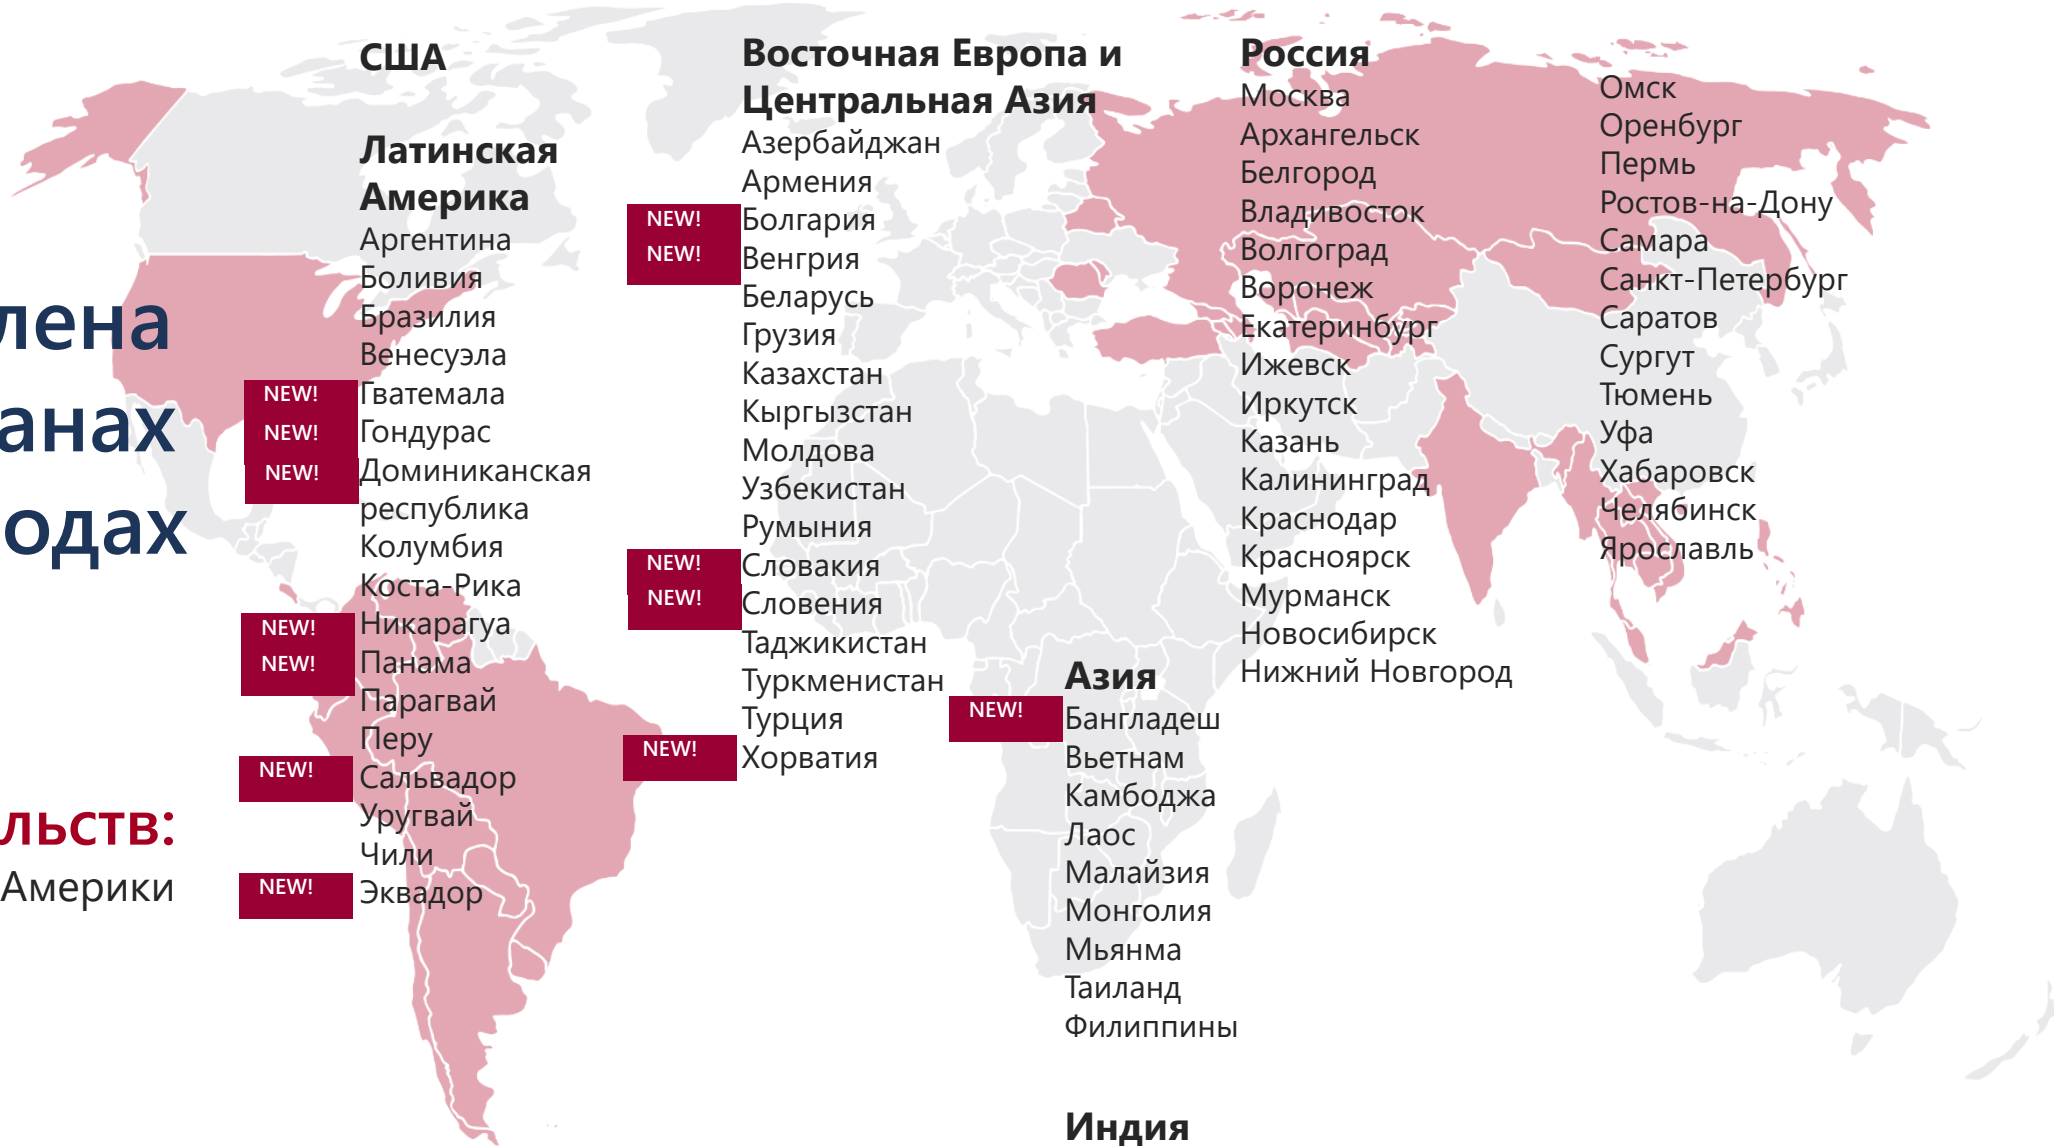 лена
анах
одах
льств:
Америки
США
Латинская
Америка
Аргентина
Боливия
Бразилия
Венесуэла
NEW! Гватемала
NEW! Гондурас
NEW! Доминиканская
республика
Колумбия
Коста-Рика
NEW! Никарагуа
NEW! Панама
Парагвай
Перу
NEW! Сальвадор
Уругвай
Чили
NEW! Эквадор
Восточная Европа и
Центральная Азия
Азербайджан
Армения
NEW! Болгария
NEW! Венгрия
Беларусь
Грузия
Казахстан
Кыргызстан
Молдова
Узбекистан
Румыния
NEW! Словакия
NEW! Словения
Таджикистан
Туркменистан
Турция
NEW! Хорватия
Азия
NEW! Бангладеш
Вьетнам
Камбоджа
Лаос
Малайзия
Монголия
Мьянма
Таиланд
Филиппины
Индия
Россия
Москва
Архангельск
Белгород
Владивосток
Волгоград
Воронеж
Екатеринбург
Ижевск
Иркутск
Казань
Калининград
Краснодар
Красноярск
Мурманск
Новосибирск
Нижний Новгород
Омск
Оренбург
Пермь
Ростов-на-Дону
Самара
Санкт-Петербург
Саратов
Сургут
Тюмень
Уфа
Хабаровск
Челябинск
Ярославль